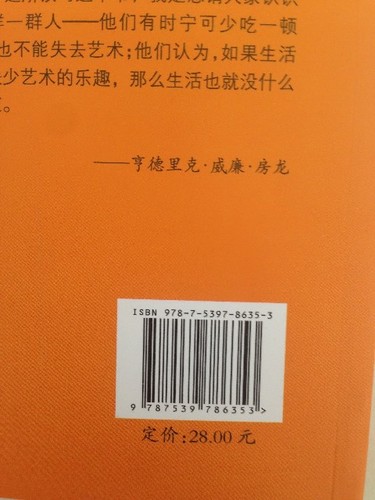 群人——他们有时宁可少吃一顿
也不能失去艺术；他们认为，如果生活
少艺术的乐趣，那么生活也就没什么
。
——亨德里克·威廉·房龙
ISBN 978-7-5397-8635-3
9 787539 786353 >
定价：28.00 元